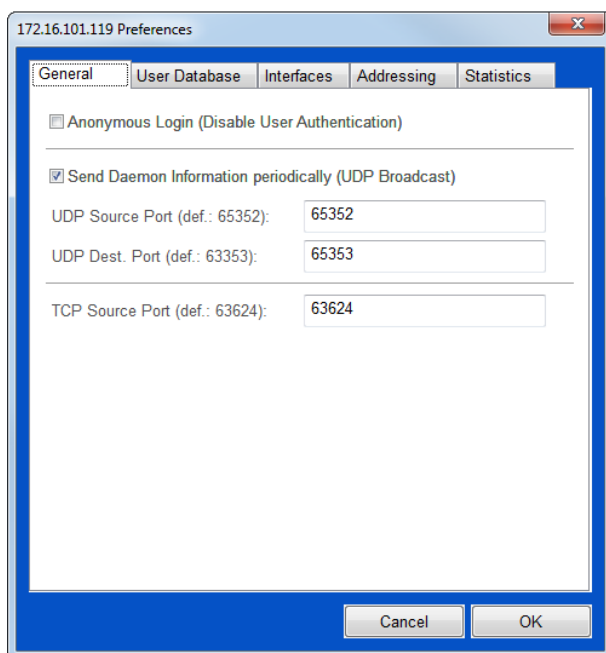 172.16.101.119 Preferences
General User Database Interfaces Addressing Statistics
Anonymous Login (Disable User Authentication)
Send Daemon Information periodically (UDP Broadcast)
UDP Source Port (def.: 65352): 65352
UDP Dest. Port (def.: 63353): 65353
TCP Source Port (def.: 63624): 63624
Cancel OK